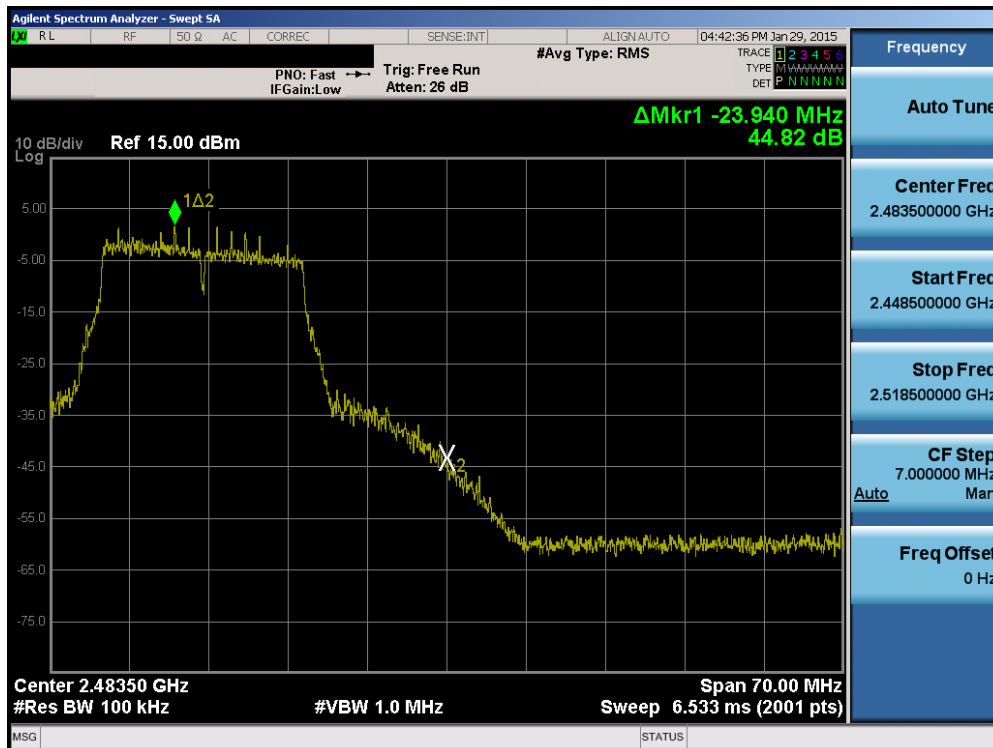 Agilent Spectrum Analyzer - Swept SA
LXI RL RF 50 Ω AC CORREC SENSE:INT ALIGN AUTO 04:42:36 PM Jan 29, 2015
#Avg Type: RMS TRACE 1 2 3 4 5 6
PNO: Fast Trig: Free Run TYPE M W W W W W
IFGain:Low Atten: 26 dB DET P N N N N N
ΔMkr1 -23.940 MHz
44.82 dB
10 dB/div Ref 15.00 dBm
Log
1Δ2
5.00
-5.00
-15.0
-25.0
-35.0
-45.0
X2
-55.0
-65.0
-75.0
Center 2.48350 GHz Span 70.00 MHz
#Res BW 100 kHz #VBW 1.0 MHz Sweep 6.533 ms (2001 pts)
MSG STATUS
Frequency
Auto Tune
Center Freq
2.483500000 GHz
Start Freq
2.448500000 GHz
Stop Freq
2.518500000 GHz
CF Step
7.000000 MHz
Auto Man
Freq Offset
0 Hz